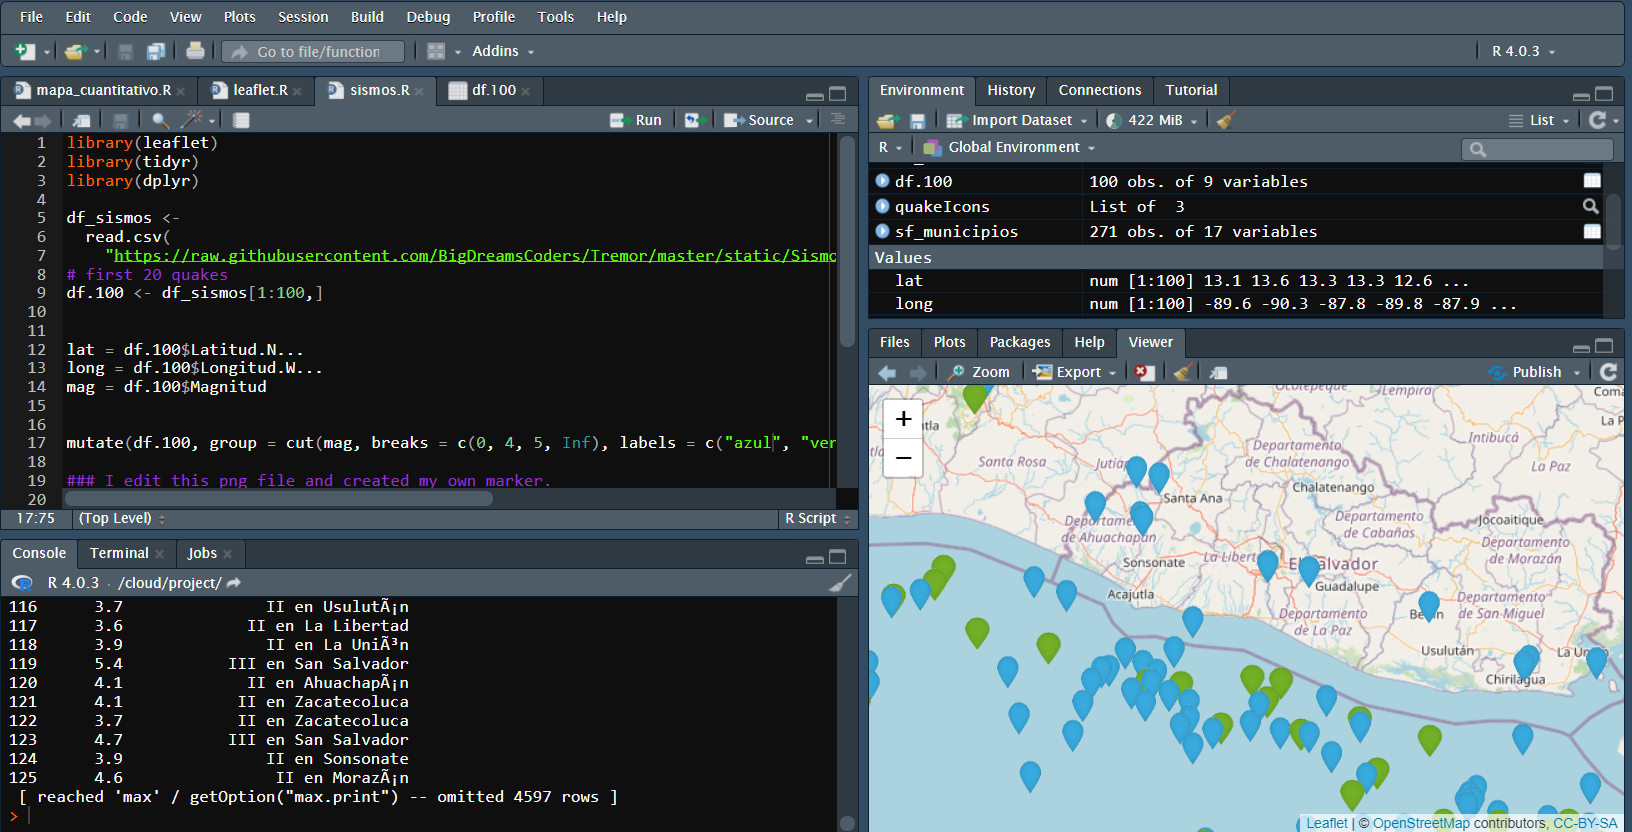 File Edit Code View Plots Session Build Debug Profile Tools Help
Go to file/function Addins R 4.0.3
mapa_cuantitativo.R leaflet.R sismos.R df.100
Run Source
1 library(leaflet)
2 library(tidyr)
3 library(dplyr)
4
5 df_sismos <-
6 read.csv(
7 "https://raw.githubusercontent.com/BigDreamsCoders/Tremor/master/static/Sismo
8 # first 20 quakes
9 df.100 <- df_sismos[1:100,]
10
11
12 lat = df.100$Latitud.N...
13 long = df.100$Longitud.W...
14 mag = df.100$Magnitud
15
16
17 mutate(df.100, group = cut(mag, breaks = c(0, 4, 5, Inf), labels = c("azul", "ver
18
19 ### I edit this png file and created my own marker.
20
17:75 (Top Level) R Script
Console Terminal Jobs
R 4.0.3 · /cloud/project/
116 3.7 II en UsulutÃ¡n
117 3.6 II en La Libertad
118 3.9 II en La UniÃ³n
119 5.4 III en San Salvador
120 4.1 II en AhuachapÃ¡n
121 4.1 II en Zacatecoluca
122 3.7 II en Zacatecoluca
123 4.7 III en San Salvador
124 3.9 II en Sonsonate
125 4.6 II en MorazÃ¡n
[ reached 'max' / getOption("max.print") -- omitted 4597 rows ]
>
Environment History Connections Tutorial
Import Dataset 422 MiB List
R Global Environment
df.100 100 obs. of 9 variables
quakeIcons List of 3
sf_municipios 271 obs. of 17 variables
Values
lat num [1:100] 13.1 13.6 13.3 13.3 12.6 ...
long num [1:100] -89.6 -90.3 -87.8 -89.8 -87.9 ...
Files Plots Packages Help Viewer
Zoom Export Publish
Ocotepeque
Lempira
Coma
+
−
La P
Intibucá
Departamento
de Chalatenango
Santa Rosa
Jutiap
La Paz
Chalatenango
Santa Ana
Departamento
de Cabañas
Jocoaitique
Depa
de Ahuachapán
Departamento
de Morazán
La Libert
El Salvador
Sonsonate
Guadalupe
Acajutla
Departamento
de San Miguel
Departamento
de La Paz
Usulután
La U
Chirilagua
Leaflet | © OpenStreetMap contributors, CC-BY-SA